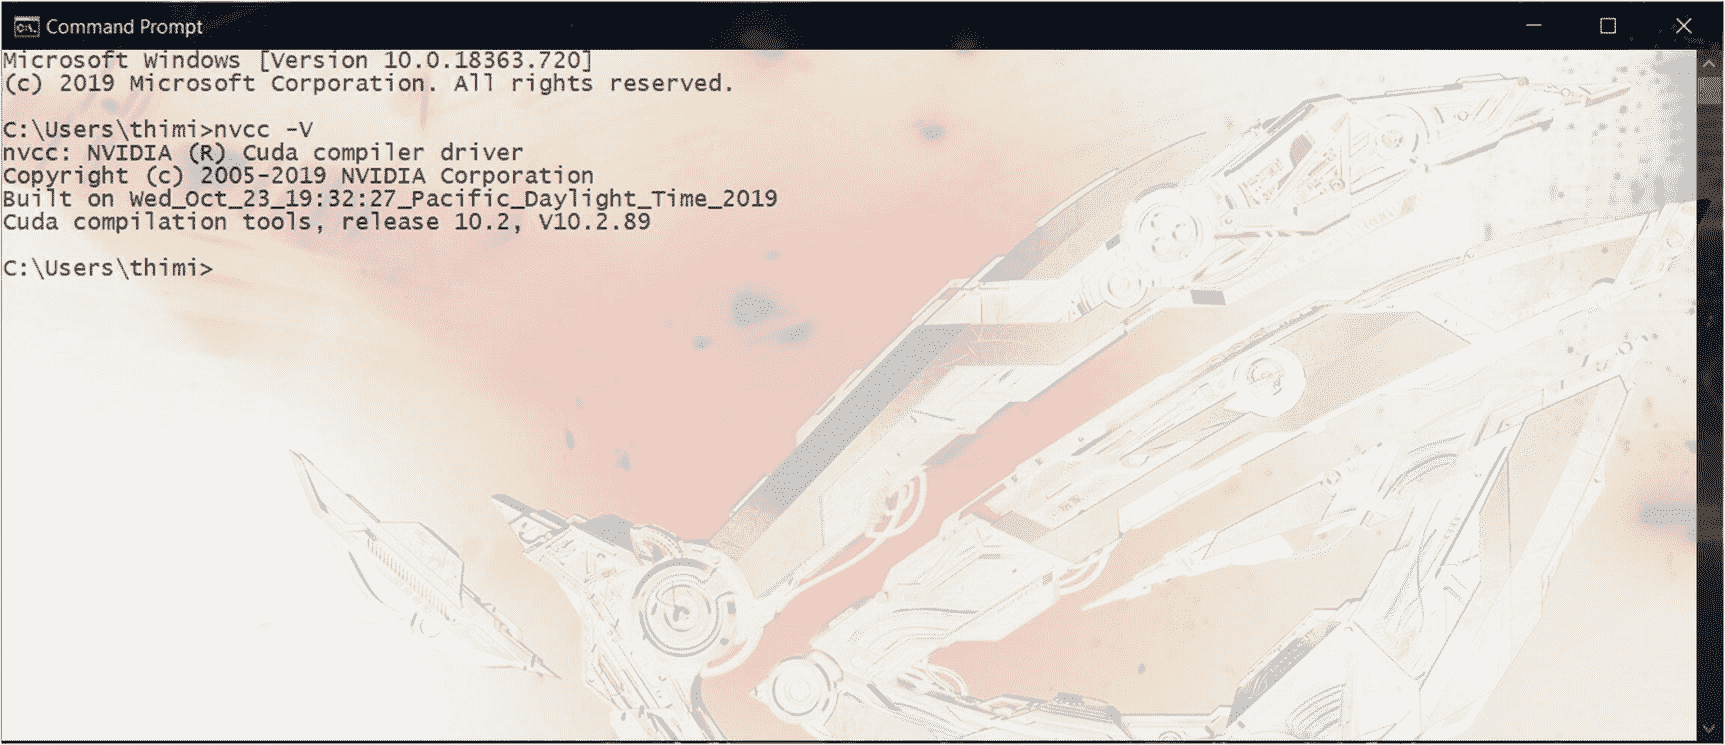 Command Prompt
Microsoft Windows [Version 10.0.18363.720]
(c) 2019 Microsoft Corporation. All rights reserved.
C:\Users\thimi>nvcc -V
nvcc: NVIDIA (R) Cuda compiler driver
Copyright (c) 2005-2019 NVIDIA Corporation
Built on Wed_Oct_23_19:32:27_Pacific_Daylight_Time_2019
Cuda compilation tools, release 10.2, V10.2.89
C:\Users\thimi>